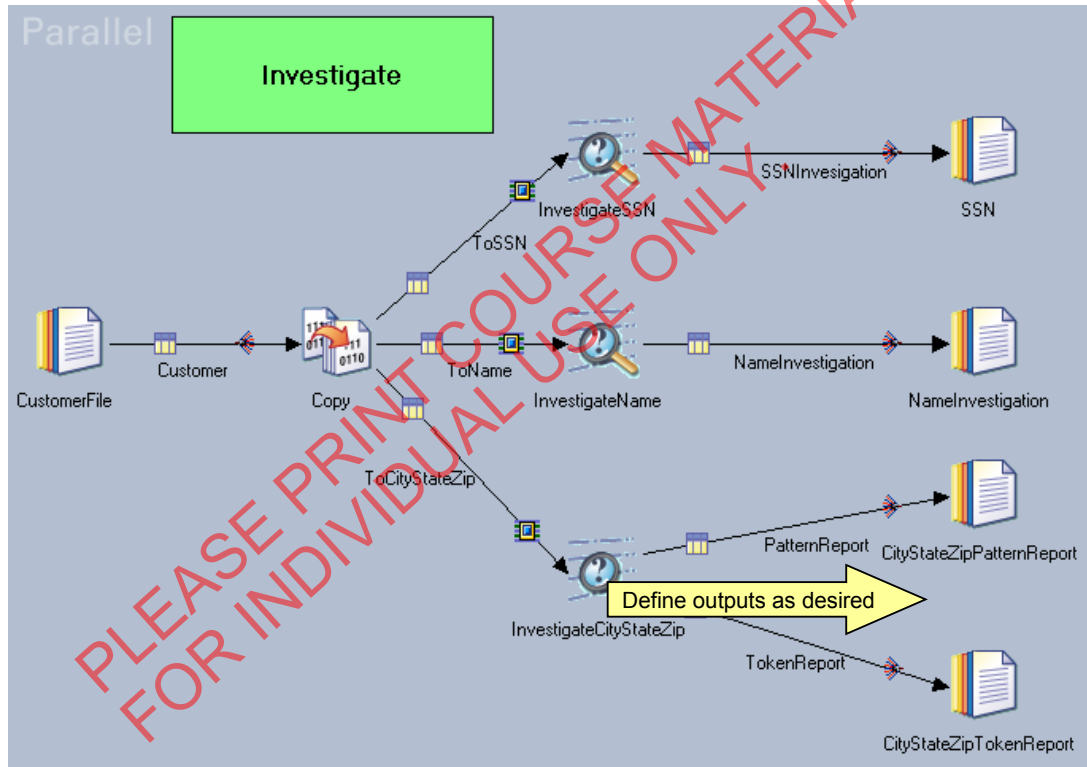 Parallel
Investigate
SSNInvesigation
SSN
InvestigateSSN
ToSSN
Customer
CustomerFile
Copy
ToName
InvestigateName
NameInvestigation
NameInvestigation
ToCityStateZip
PatternReport
CityStateZipPatternReport
Define outputs as desired
InvestigateCityStateZip
TokenReport
CityStateZipTokenReport
PLEASE PRINT COURSE MATERIA
FOR INDIVIDUAL USE ONLY.